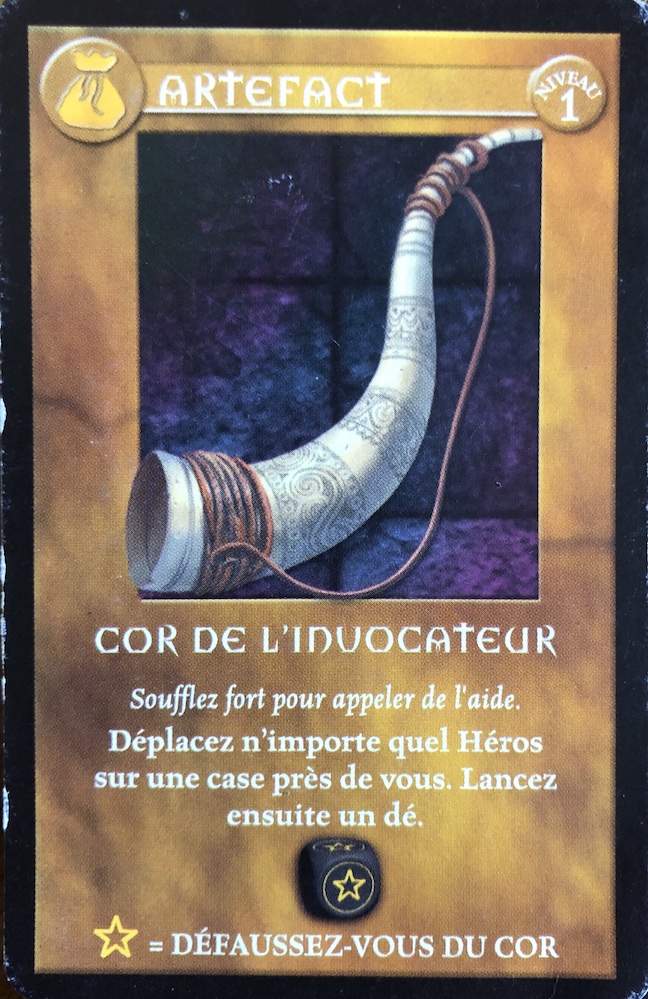 ARTEFACT
NIVEAU
1
COR DE L'INVOCATEUR
Soufflez fort pour appeler de l'aide.
Déplacez n'importe quel Héros
sur une case près de vous. Lancez
ensuite un dé.
= DÉFAUSSEZ-VOUS DU COR